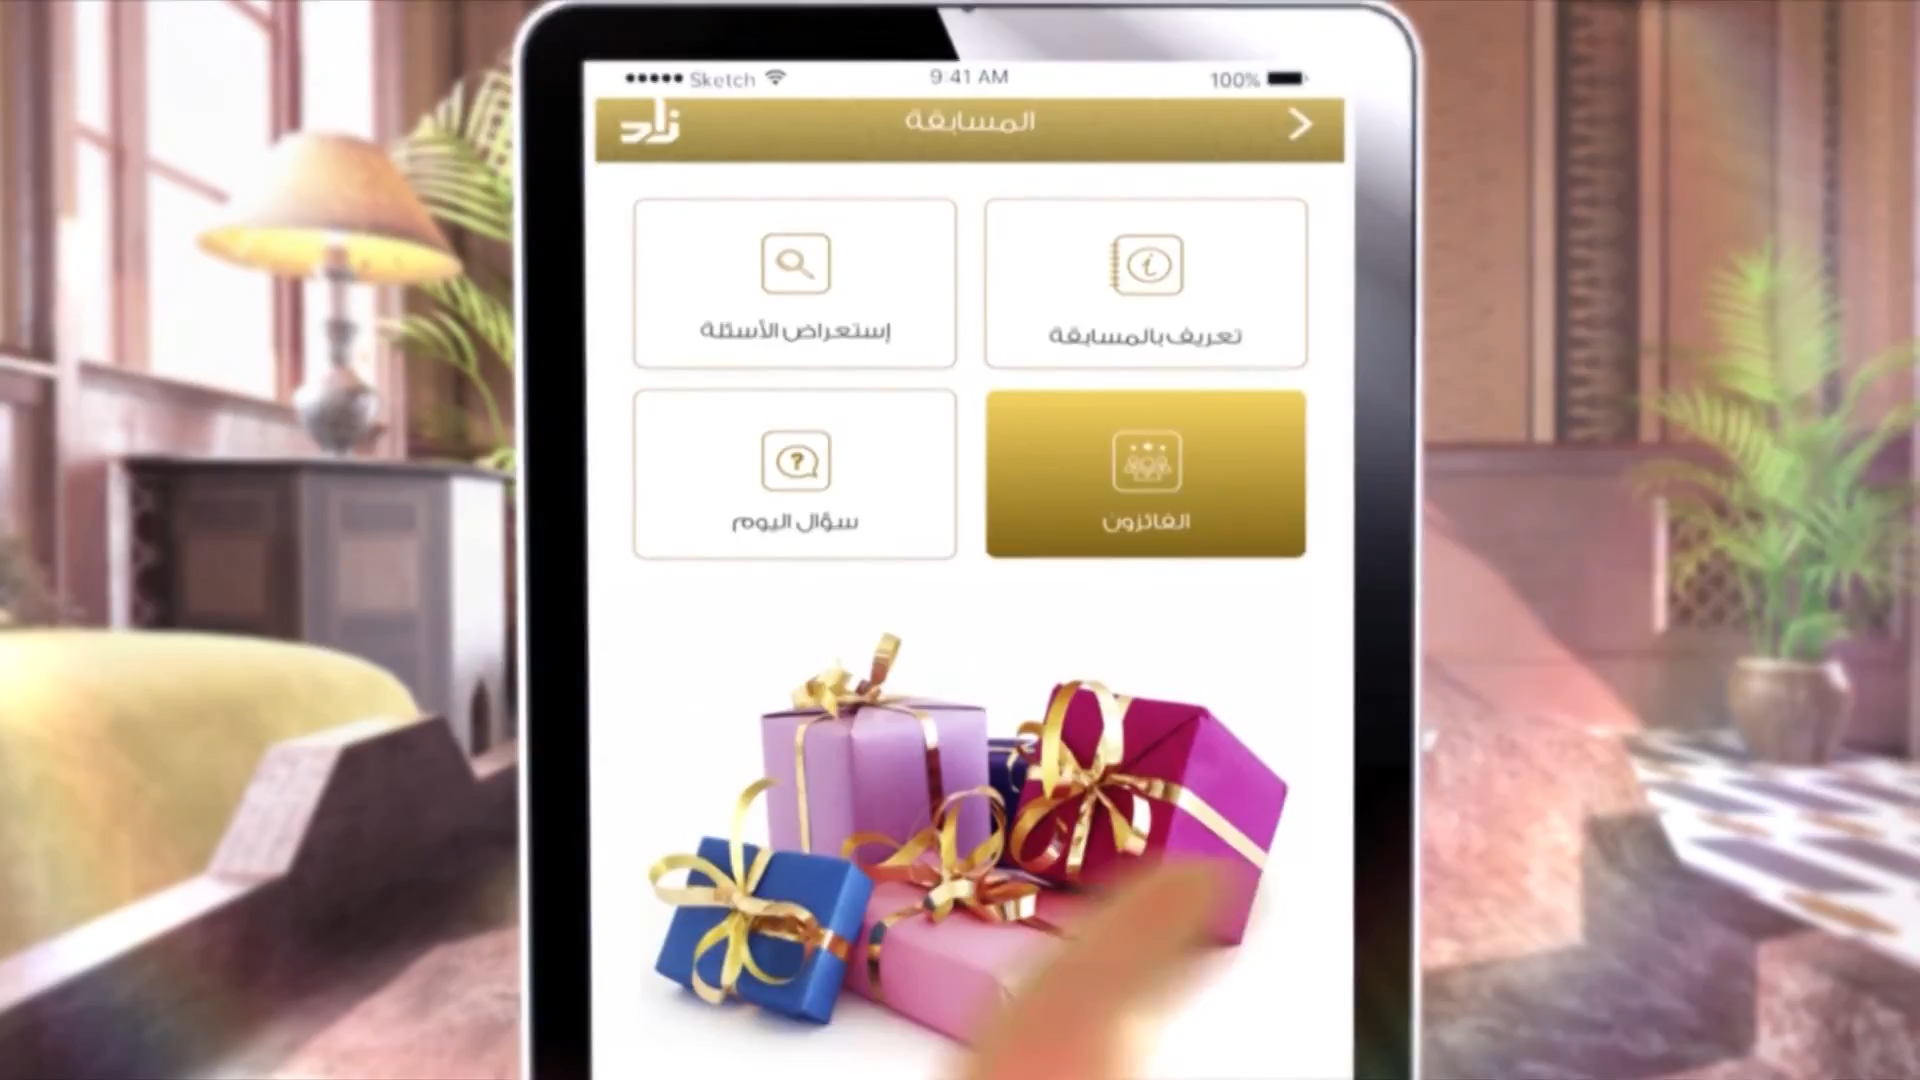 Sketch 9:41 AM 100%
زاد
المسابقة
تعريف بالمسابقة
إستعراض الأسئلة
الفائزون
سؤال اليوم